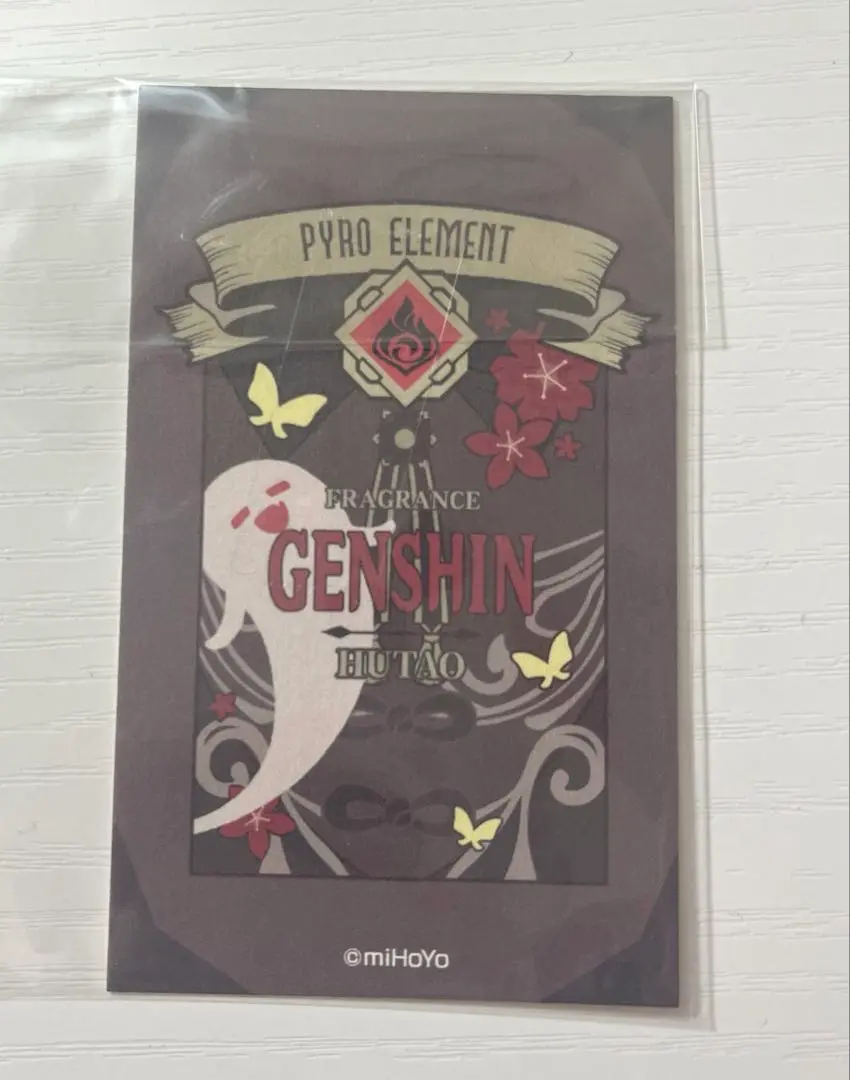 PYRO ELEMENT
FRAGRANCE
GENSHIN
HUTAO
©miHoYo